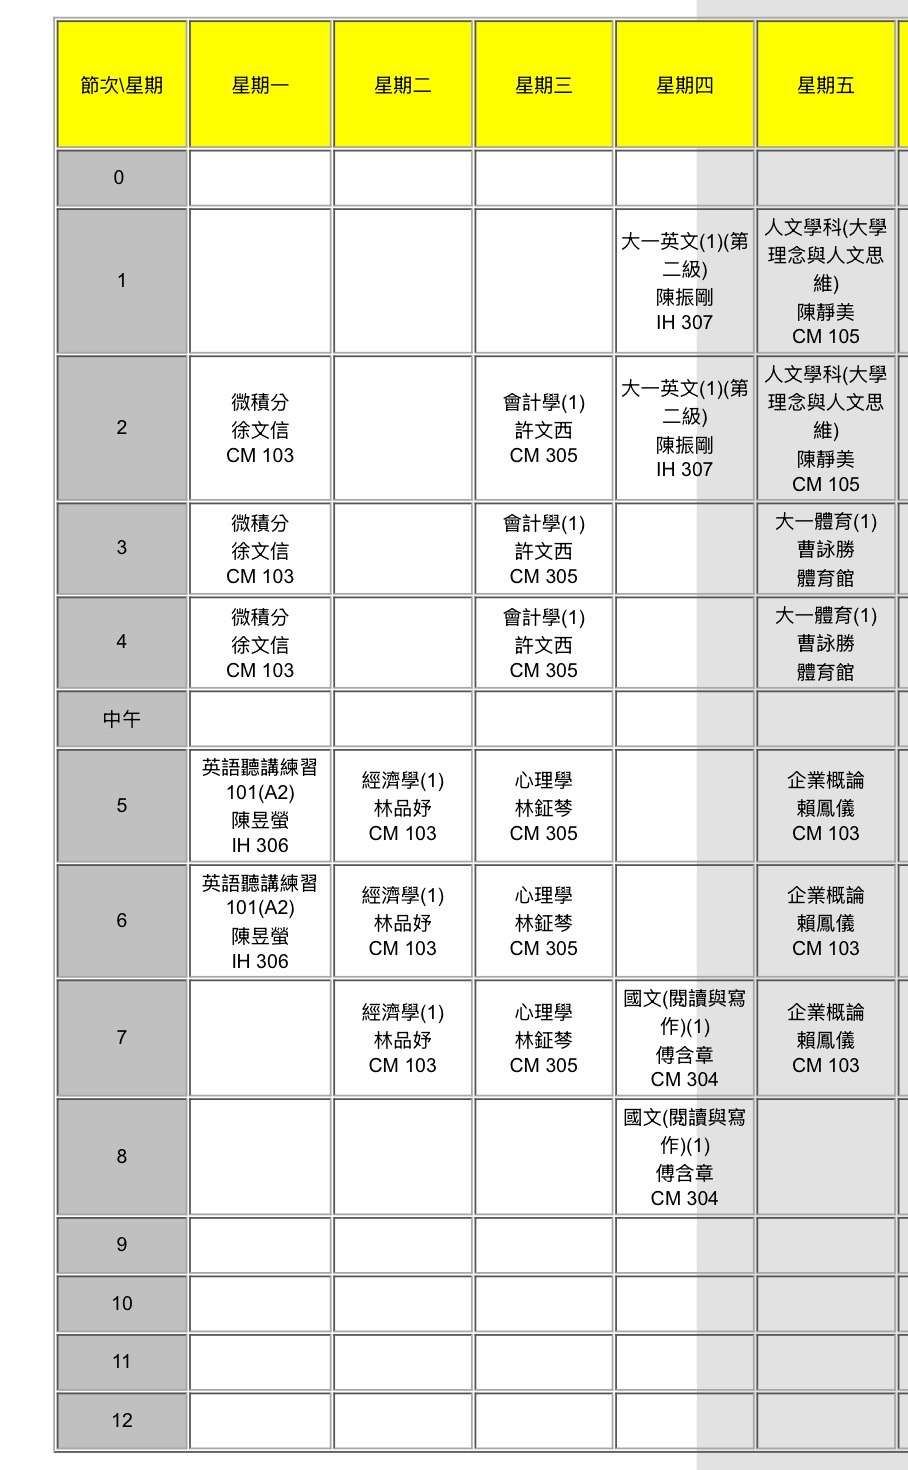 節次\星期 星期一 星期二 星期三 星期四 星期五
0
1
大一英文(1)(第
二級)
陳振剛
IH 307
人文學科(大學
理念與人文思
維)
陳靜美
CM 105
2
微積分
徐文信
CM 103
會計學(1)
許文西
CM 305
大一英文(1)(第
二級)
陳振剛
IH 307
人文學科(大學
理念與人文思
維)
陳靜美
CM 105
3
微積分
徐文信
CM 103
會計學(1)
許文西
CM 305
大一體育(1)
曹詠勝
體育館
4
微積分
徐文信
CM 103
會計學(1)
許文西
CM 305
大一體育(1)
曹詠勝
體育館
中午
5
英語聽講練習
101(A2)
陳昱螢
IH 306
經濟學(1)
林品妤
CM 103
心理學
林鉦棽
CM 305
企業概論
賴鳳儀
CM 103
6
英語聽講練習
101(A2)
陳昱螢
IH 306
經濟學(1)
林品妤
CM 103
心理學
林鉦棽
CM 305
企業概論
賴鳳儀
CM 103
7
經濟學(1)
林品妤
CM 103
心理學
林鉦棽
CM 305
國文(閱讀與寫
作)(1)
傅含章
CM 304
企業概論
賴鳳儀
CM 103
8
國文(閱讀與寫
作)(1)
傅含章
CM 304
9
10
11
12